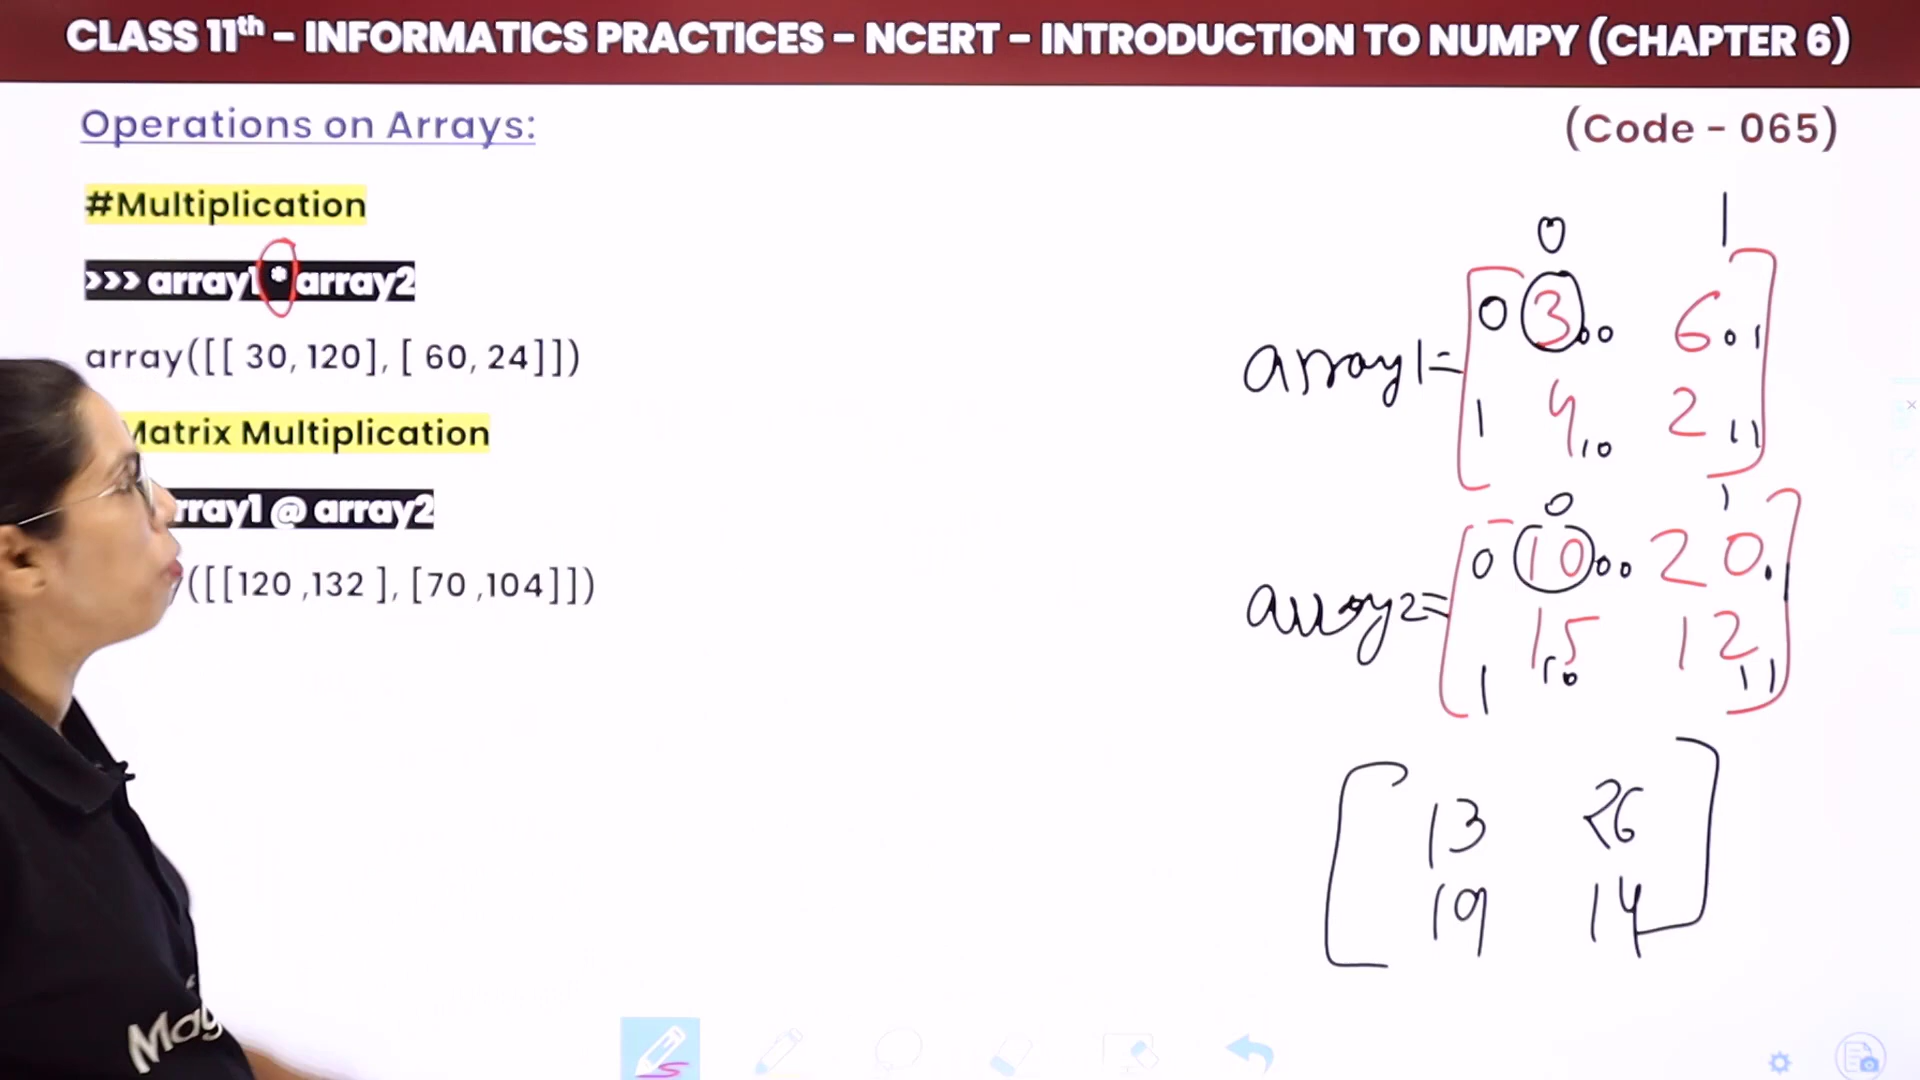 CLASS 11th - INFORMATICS PRACTICES - NCERT - INTRODUCTION TO NUMPY (CHAPTER 6)
Operations on Arrays:
(Code - 065)
#Multiplication
>>> array1 * array2
array([[ 30, 120], [ 60, 24]])
Matrix Multiplication
rray1 @ array2
([[120 ,132 ], [70 ,104]])
0 1
array1=
0 3 00 6 01
1 4 10 2 11
0 1
array2=
0 10 00 20 . 1
1 15 10 12 11
13 26
19 14
Mag